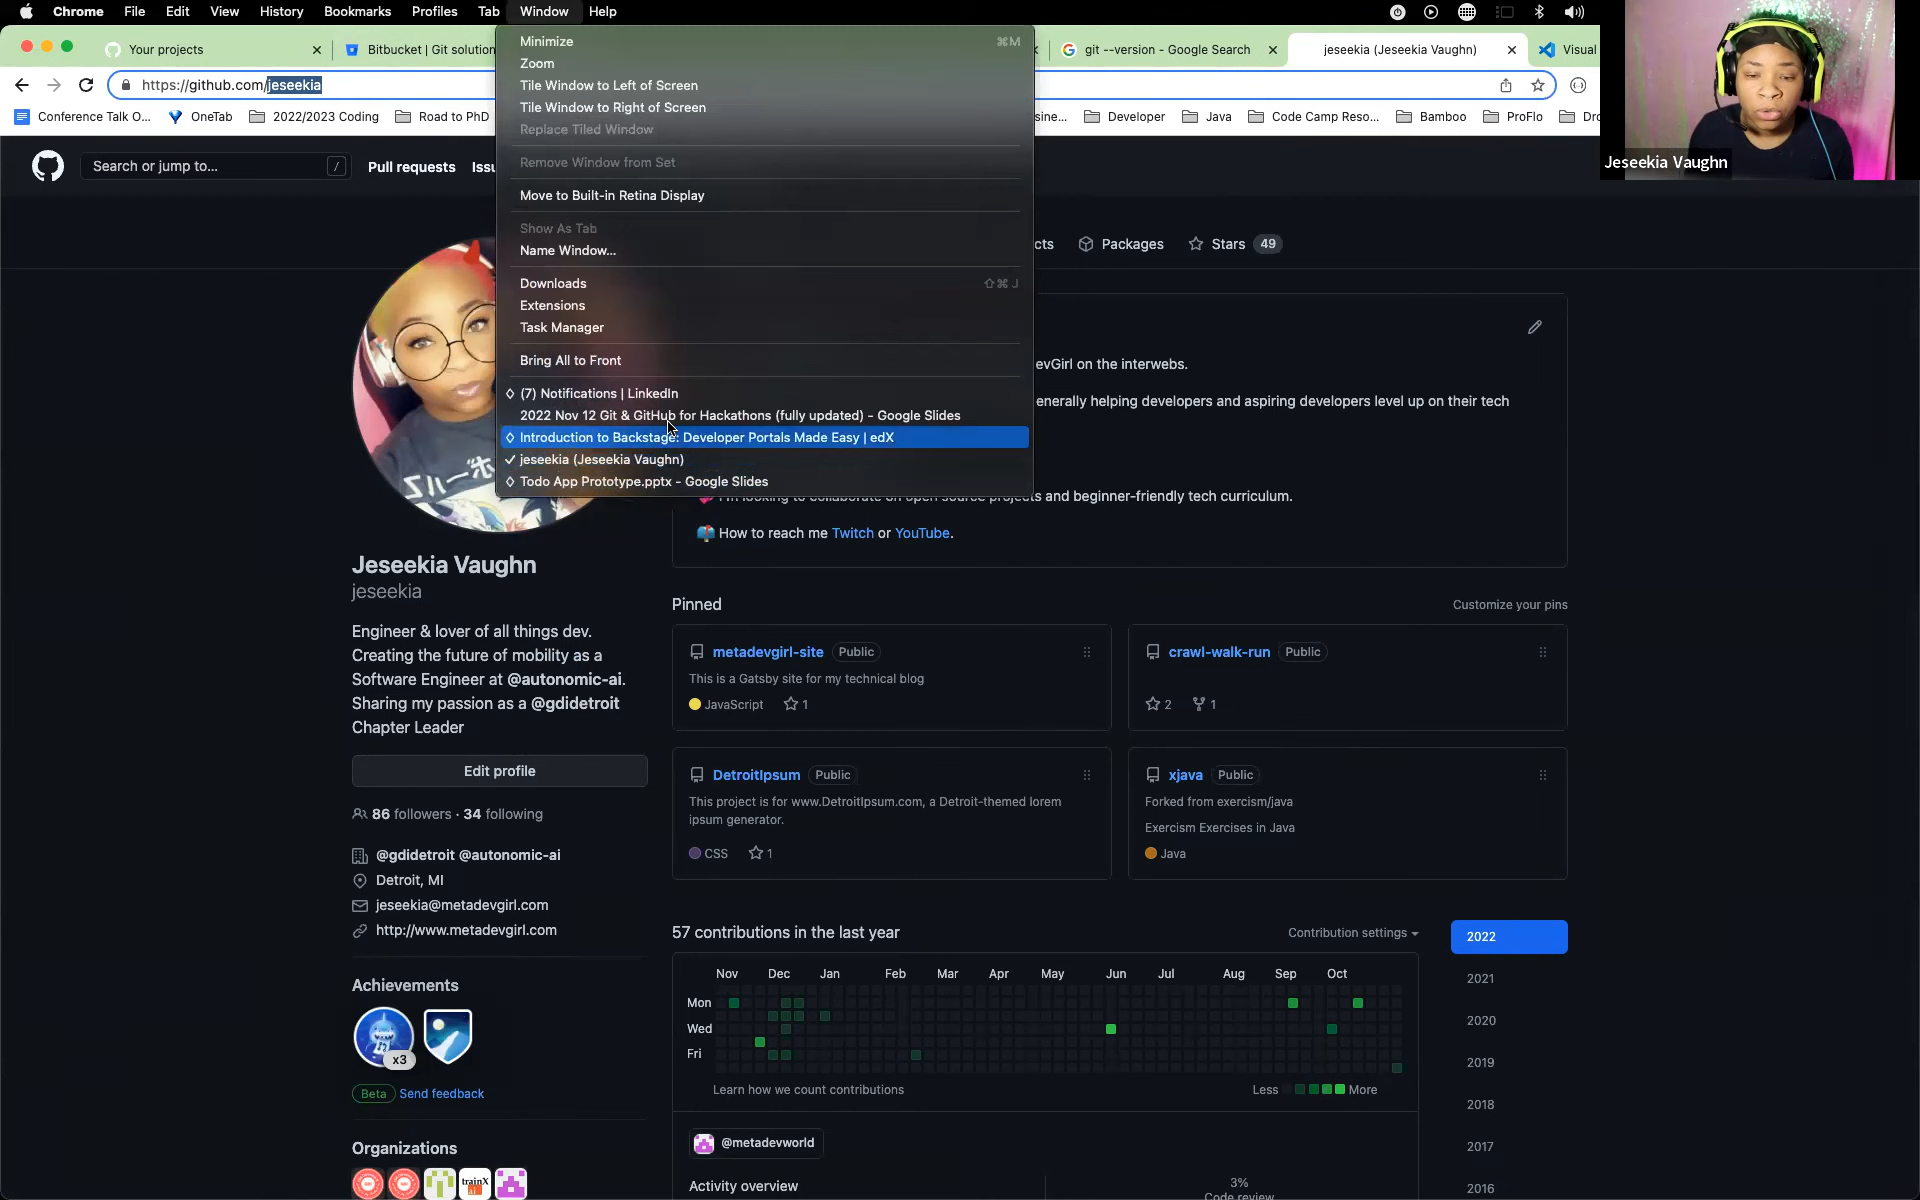 Chrome File Edit View History Bookmarks Profiles Tab Window Help
Your projects
Bitbucket | Git solution
git --version - Google Search
jeseekia (Jeseekia Vaughn)
Visual
https://github.com/jeseekia
Conference Talk O... OneTab 2022/2023 Coding Road to PhD
Developer Java Code Camp Reso... Bamboo ProFlo
Jeseekia Vaughn
Minimize ⌘M
Zoom
Tile Window to Left of Screen
Tile Window to Right of Screen
Replace Tiled Window
Remove Window from Set
Move to Built-in Retina Display
Show As Tab
Name Window...
Downloads ⇧⌘J
Extensions
Task Manager
Bring All to Front
(7) Notifications | LinkedIn
2022 Nov 12 Git & GitHub for Hackathons (fully updated) - Google Slides
Introduction to Backstage: Developer Portals Made Easy | edX
jeseekia (Jeseekia Vaughn)
Todo App Prototype.pptx - Google Slides
Search or jump to... /
Pull requests Iss
cts Packages Stars 49
evGirl on the interwebs.
enerally helping developers and aspiring developers level up on their tech
I'm looking to collaborate on open source projects and beginner-friendly tech curriculum.
How to reach me Twitch or YouTube.
Jeseekia Vaughn
jeseekia
Engineer & lover of all things dev.
Creating the future of mobility as a
Software Engineer at @autonomic-ai.
Sharing my passion as a @gdidetroit
Chapter Leader
Edit profile
86 followers · 34 following
@gdidetroit @autonomic-ai
Detroit, MI
jeseekia@metadevgirl.com
http://www.metadevgirl.com
Achievements
x3
Beta Send feedback
Organizations
trainX
Pinned
Customize your pins
metadevgirl-site Public
This is a Gatsby site for my technical blog
JavaScript 1
crawl-walk-run Public
2 1
DetroitIpsum Public
This project is for www.DetroitIpsum.com, a Detroit-themed lorem
ipsum generator.
CSS 1
xjava Public
Forked from exercism/java
Exercism Exercises in Java
Java
57 contributions in the last year
Contribution settings
Nov Dec Jan Feb Mar Apr May Jun Jul Aug Sep Oct
Mon
Wed
Fri
Learn how we count contributions
Less More
@metadevworld
Activity overview
3%
Code review
2022
2021
2020
2019
2018
2017
2016